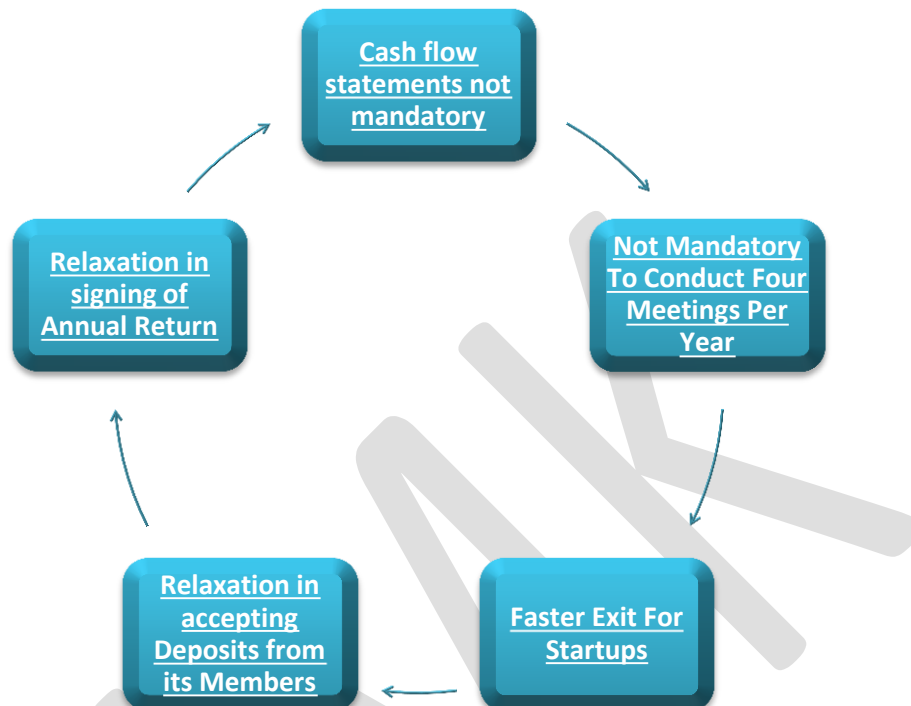 Cash flow
statements not
mandatory
Not Mandatory
To Conduct Four
Meetings Per
Year
Faster Exit For
Startups
Relaxation in
accepting
Deposits from
its Members
Relaxation in
signing of
Annual Return